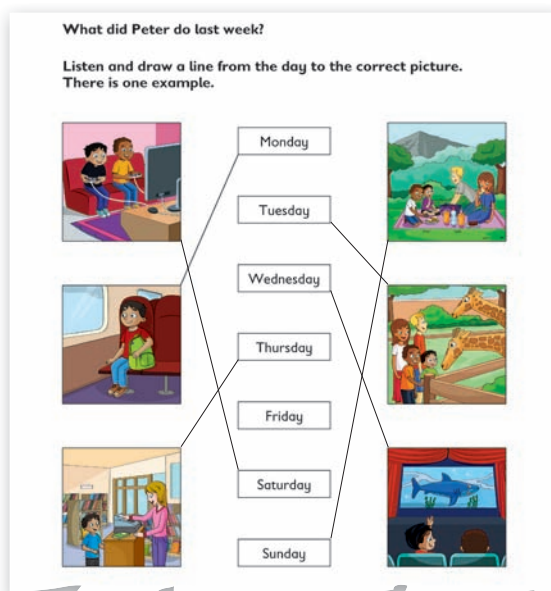 What did Peter do last week?
Listen and draw a line from the day to the correct picture.
There is one example.
Monday
Tuesday
Wednesday
Thursday
Friday
Saturday
Sunday